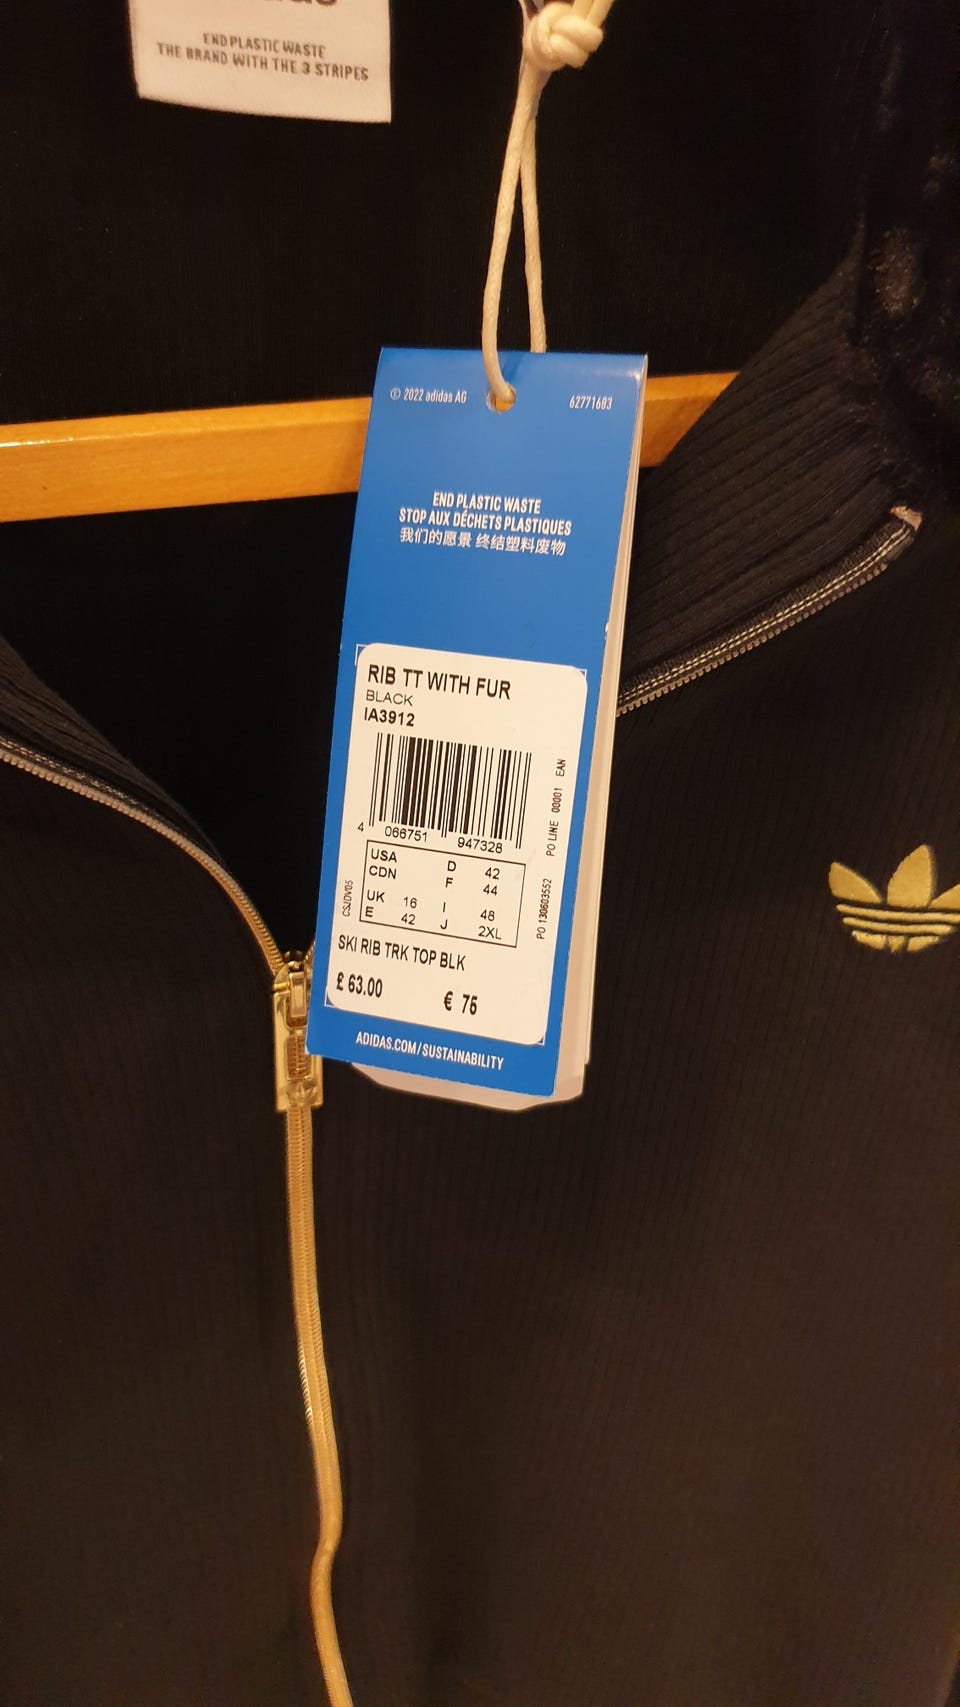 END PLASTIC WASTE
THE BRAND WITH THE 3 STRIPES
© 2022 adidas AG
62771683
END PLASTIC WASTE
STOP AUX DÉCHETS PLASTIQUES
我们的愿景 终结塑料废物
RIB TT WITH FUR
BLACK
IA3912
4 066751 947328
PO LINE 00001 EAN
PO 130603552
CSJDV05
USA D 42
CDN F 44
UK 16 I 48
E 42 J 2XL
SKI RIB TRK TOP BLK
£ 63.00 € 75
ADIDAS.COM/SUSTAINABILITY